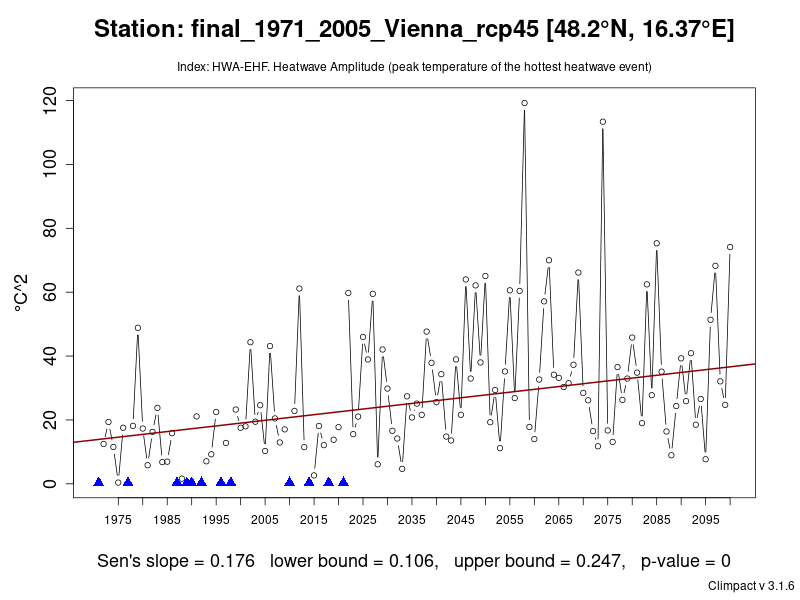 Station: final_1971_2005_Vienna_rcp45 [48.2°N, 16.37°E]
Index: HWA-EHF. Heatwave Amplitude (peak temperature of the hottest heatwave event)
120
100
80
60
40
20
0
°C^2
1975 1985 1995 2005 2015 2025 2035 2045 2055 2065 2075 2085 2095
Sen's slope = 0.176 lower bound = 0.106, upper bound = 0.247, p-value = 0
Climpact v 3.1.6